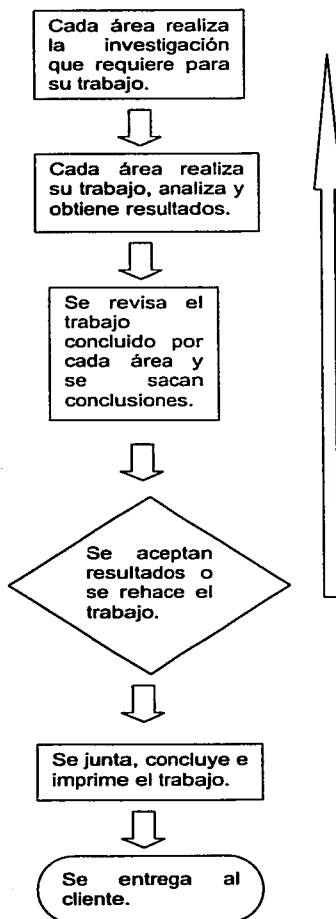 Cada área realiza
la investigación
que requiere para
su trabajo.
Cada área realiza
su trabajo, analiza y
obtiene resultados.
Se revisa el
trabajo
concluido por
cada área y
se sacan
conclusiones.
Se aceptan
resultados o
se rehace el
trabajo.
Se junta, concluye e
imprime el trabajo.
Se entrega al
cliente.